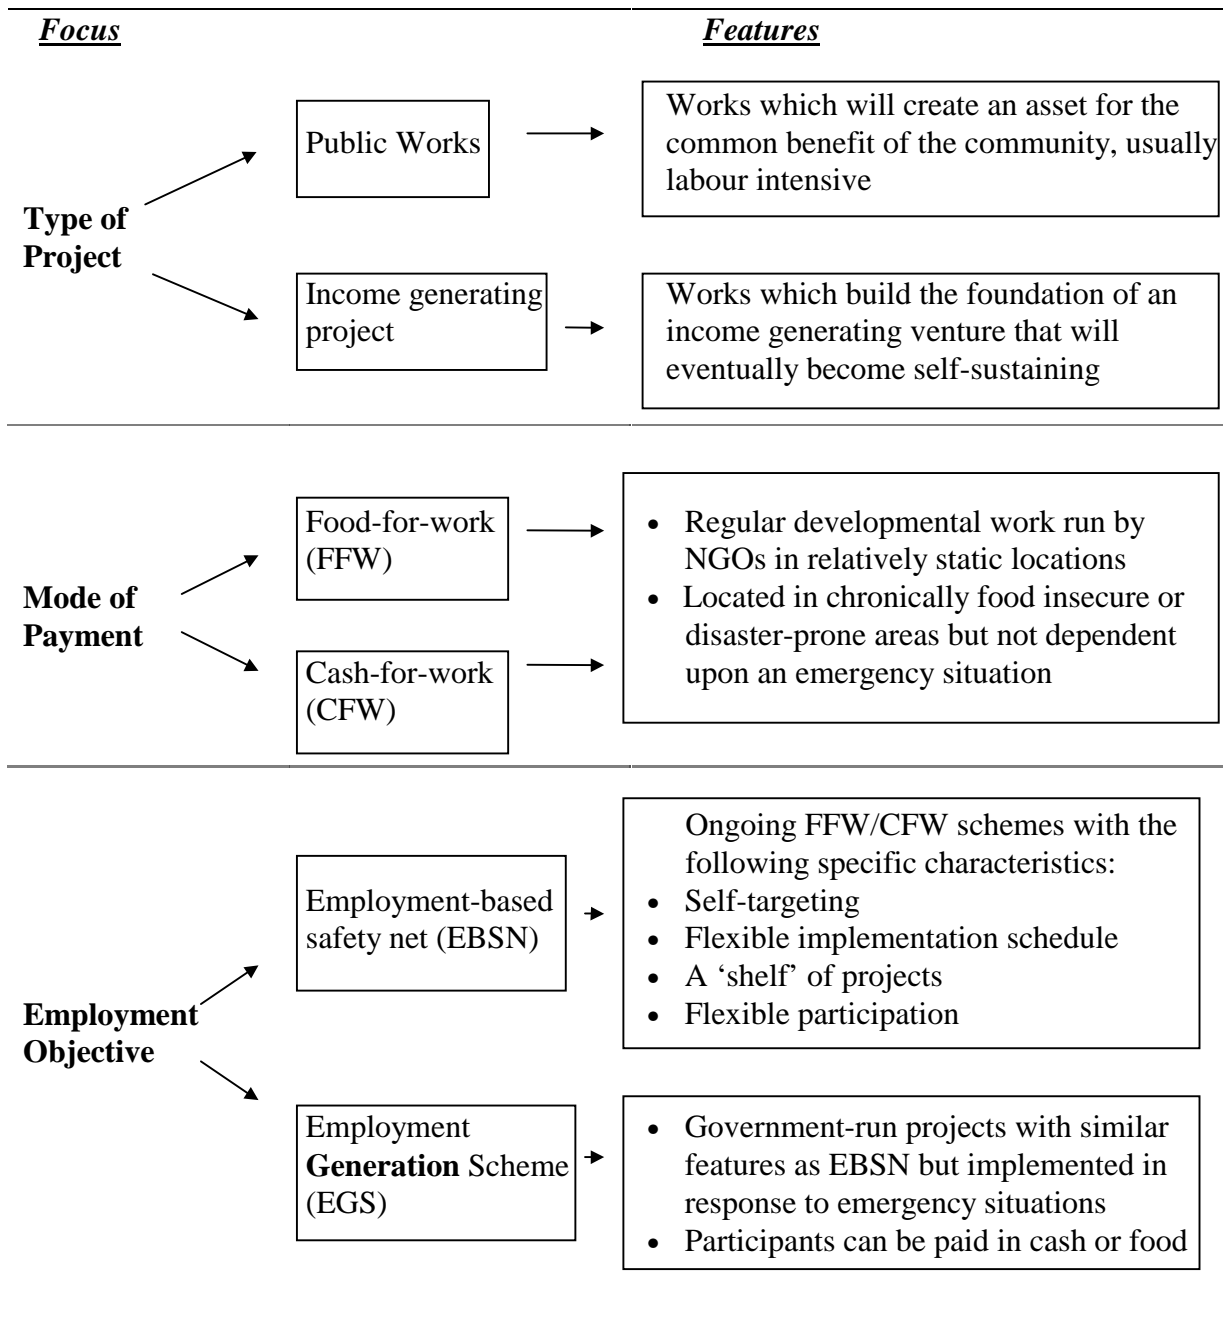 Focus
Features
Public Works
Works which will create an asset for the
common benefit of the community, usually
labour intensive
Type of
Project
Income generating
project
Works which build the foundation of an
income generating venture that will
eventually become self-sustaining
Food-for-work
(FFW)
• Regular developmental work run by
NGOs in relatively static locations
• Located in chronically food insecure or
disaster-prone areas but not dependent
upon an emergency situation
Mode of
Payment
Cash-for-work
(CFW)
Employment-based
safety net (EBSN)
Ongoing FFW/CFW schemes with the
following specific characteristics:
• Self-targeting
• Flexible implementation schedule
• A ‘shelf’ of projects
• Flexible participation
Employment
Objective
Employment
Generation Scheme
(EGS)
• Government-run projects with similar
features as EBSN but implemented in
response to emergency situations
• Participants can be paid in cash or food